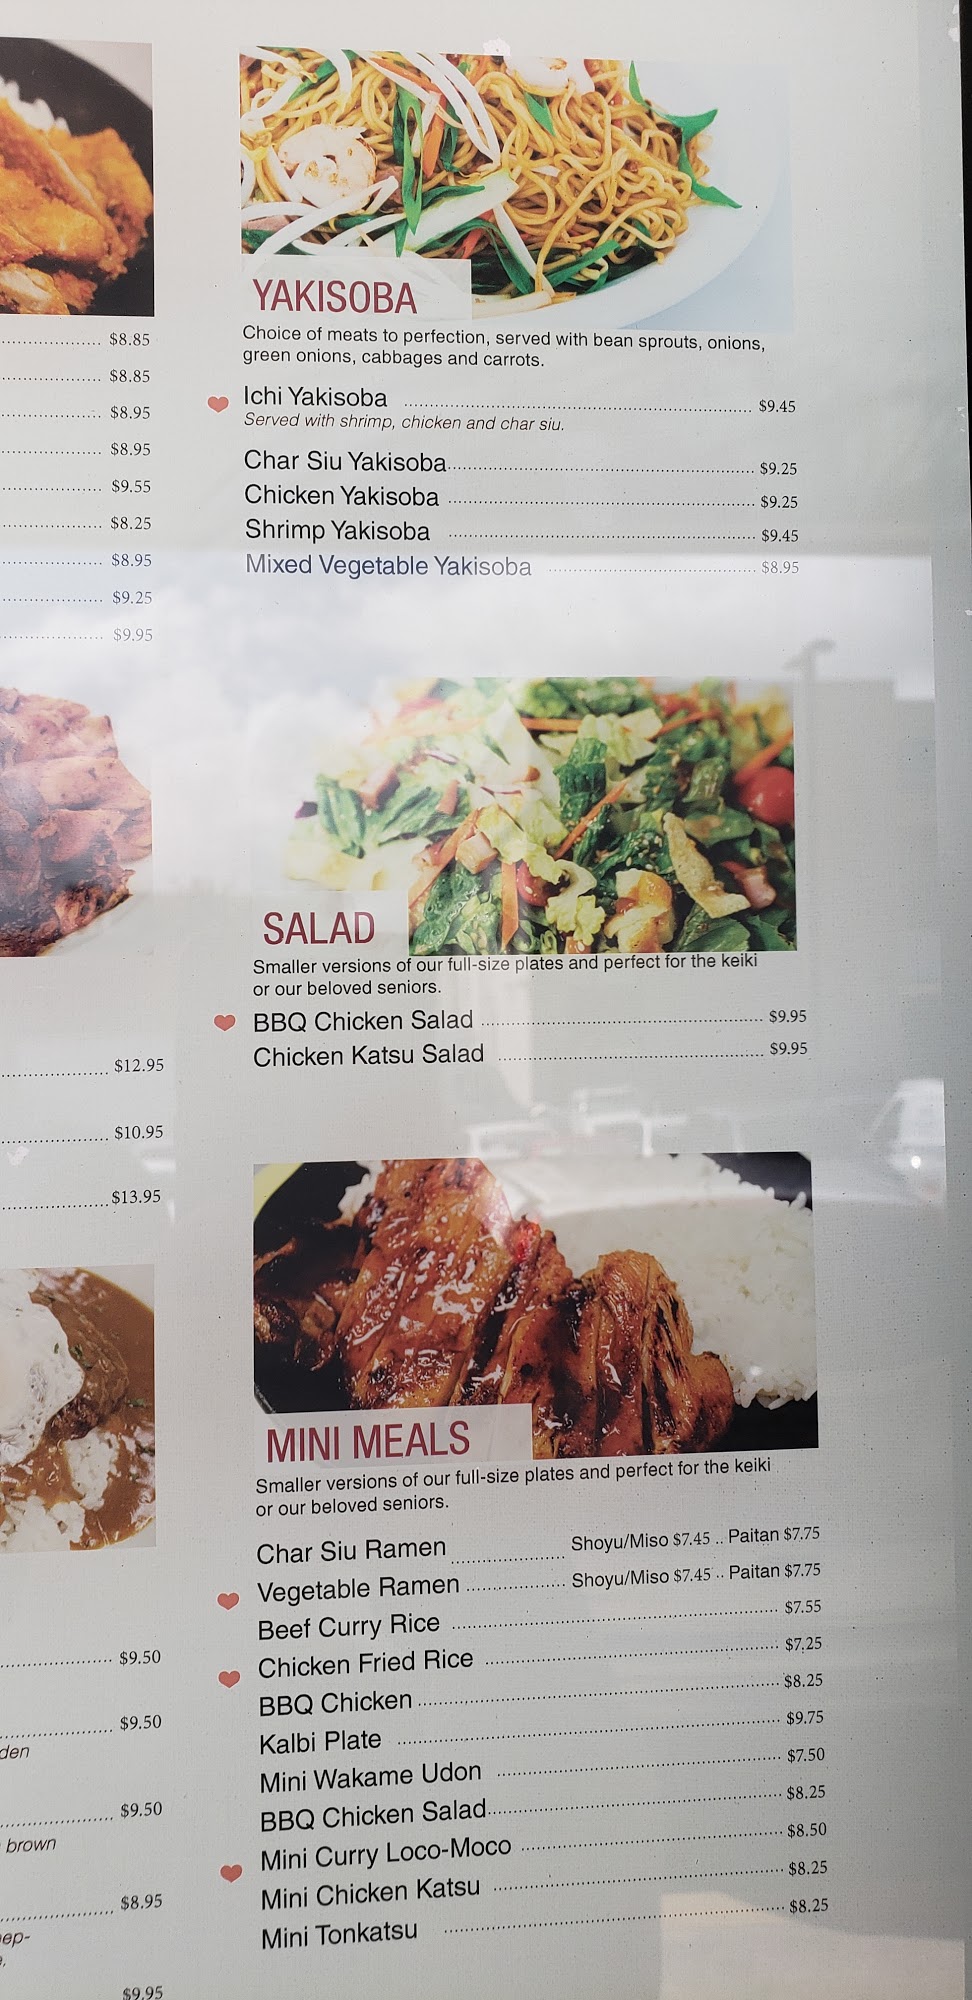 $8.85
$8.85
$8.95
$8.95
$9.55
$8.25
$8.95
$9.25
$9.95
$12.95
$10.95
$13.95
$9.50
$9.50
den
$9.50
brown
$8.95
ep-
$9.95
YAKISOBA
Choice of meats to perfection, served with bean sprouts, onions,
green onions, cabbages and carrots.
Ichi Yakisoba $9.45
Served with shrimp, chicken and char siu.
Char Siu Yakisoba $9.25
Chicken Yakisoba $9.25
Shrimp Yakisoba $9.45
Mixed Vegetable Yakisoba $8.95
SALAD
Smaller versions of our full-size plates and perfect for the keiki
or our beloved seniors.
BBQ Chicken Salad $9.95
Chicken Katsu Salad $9.95
MINI MEALS
Smaller versions of our full-size plates and perfect for the keiki
or our beloved seniors.
Char Siu Ramen Shoyu/Miso $7.45 .. Paitan $7.75
Vegetable Ramen Shoyu/Miso $7.45 .. Paitan $7.75
Beef Curry Rice $7.55
Chicken Fried Rice $7.25
BBQ Chicken $8.25
Kalbi Plate $9.75
Mini Wakame Udon $7.50
BBQ Chicken Salad $8.25
Mini Curry Loco-Moco $8.50
Mini Chicken Katsu $8.25
Mini Tonkatsu $8.25